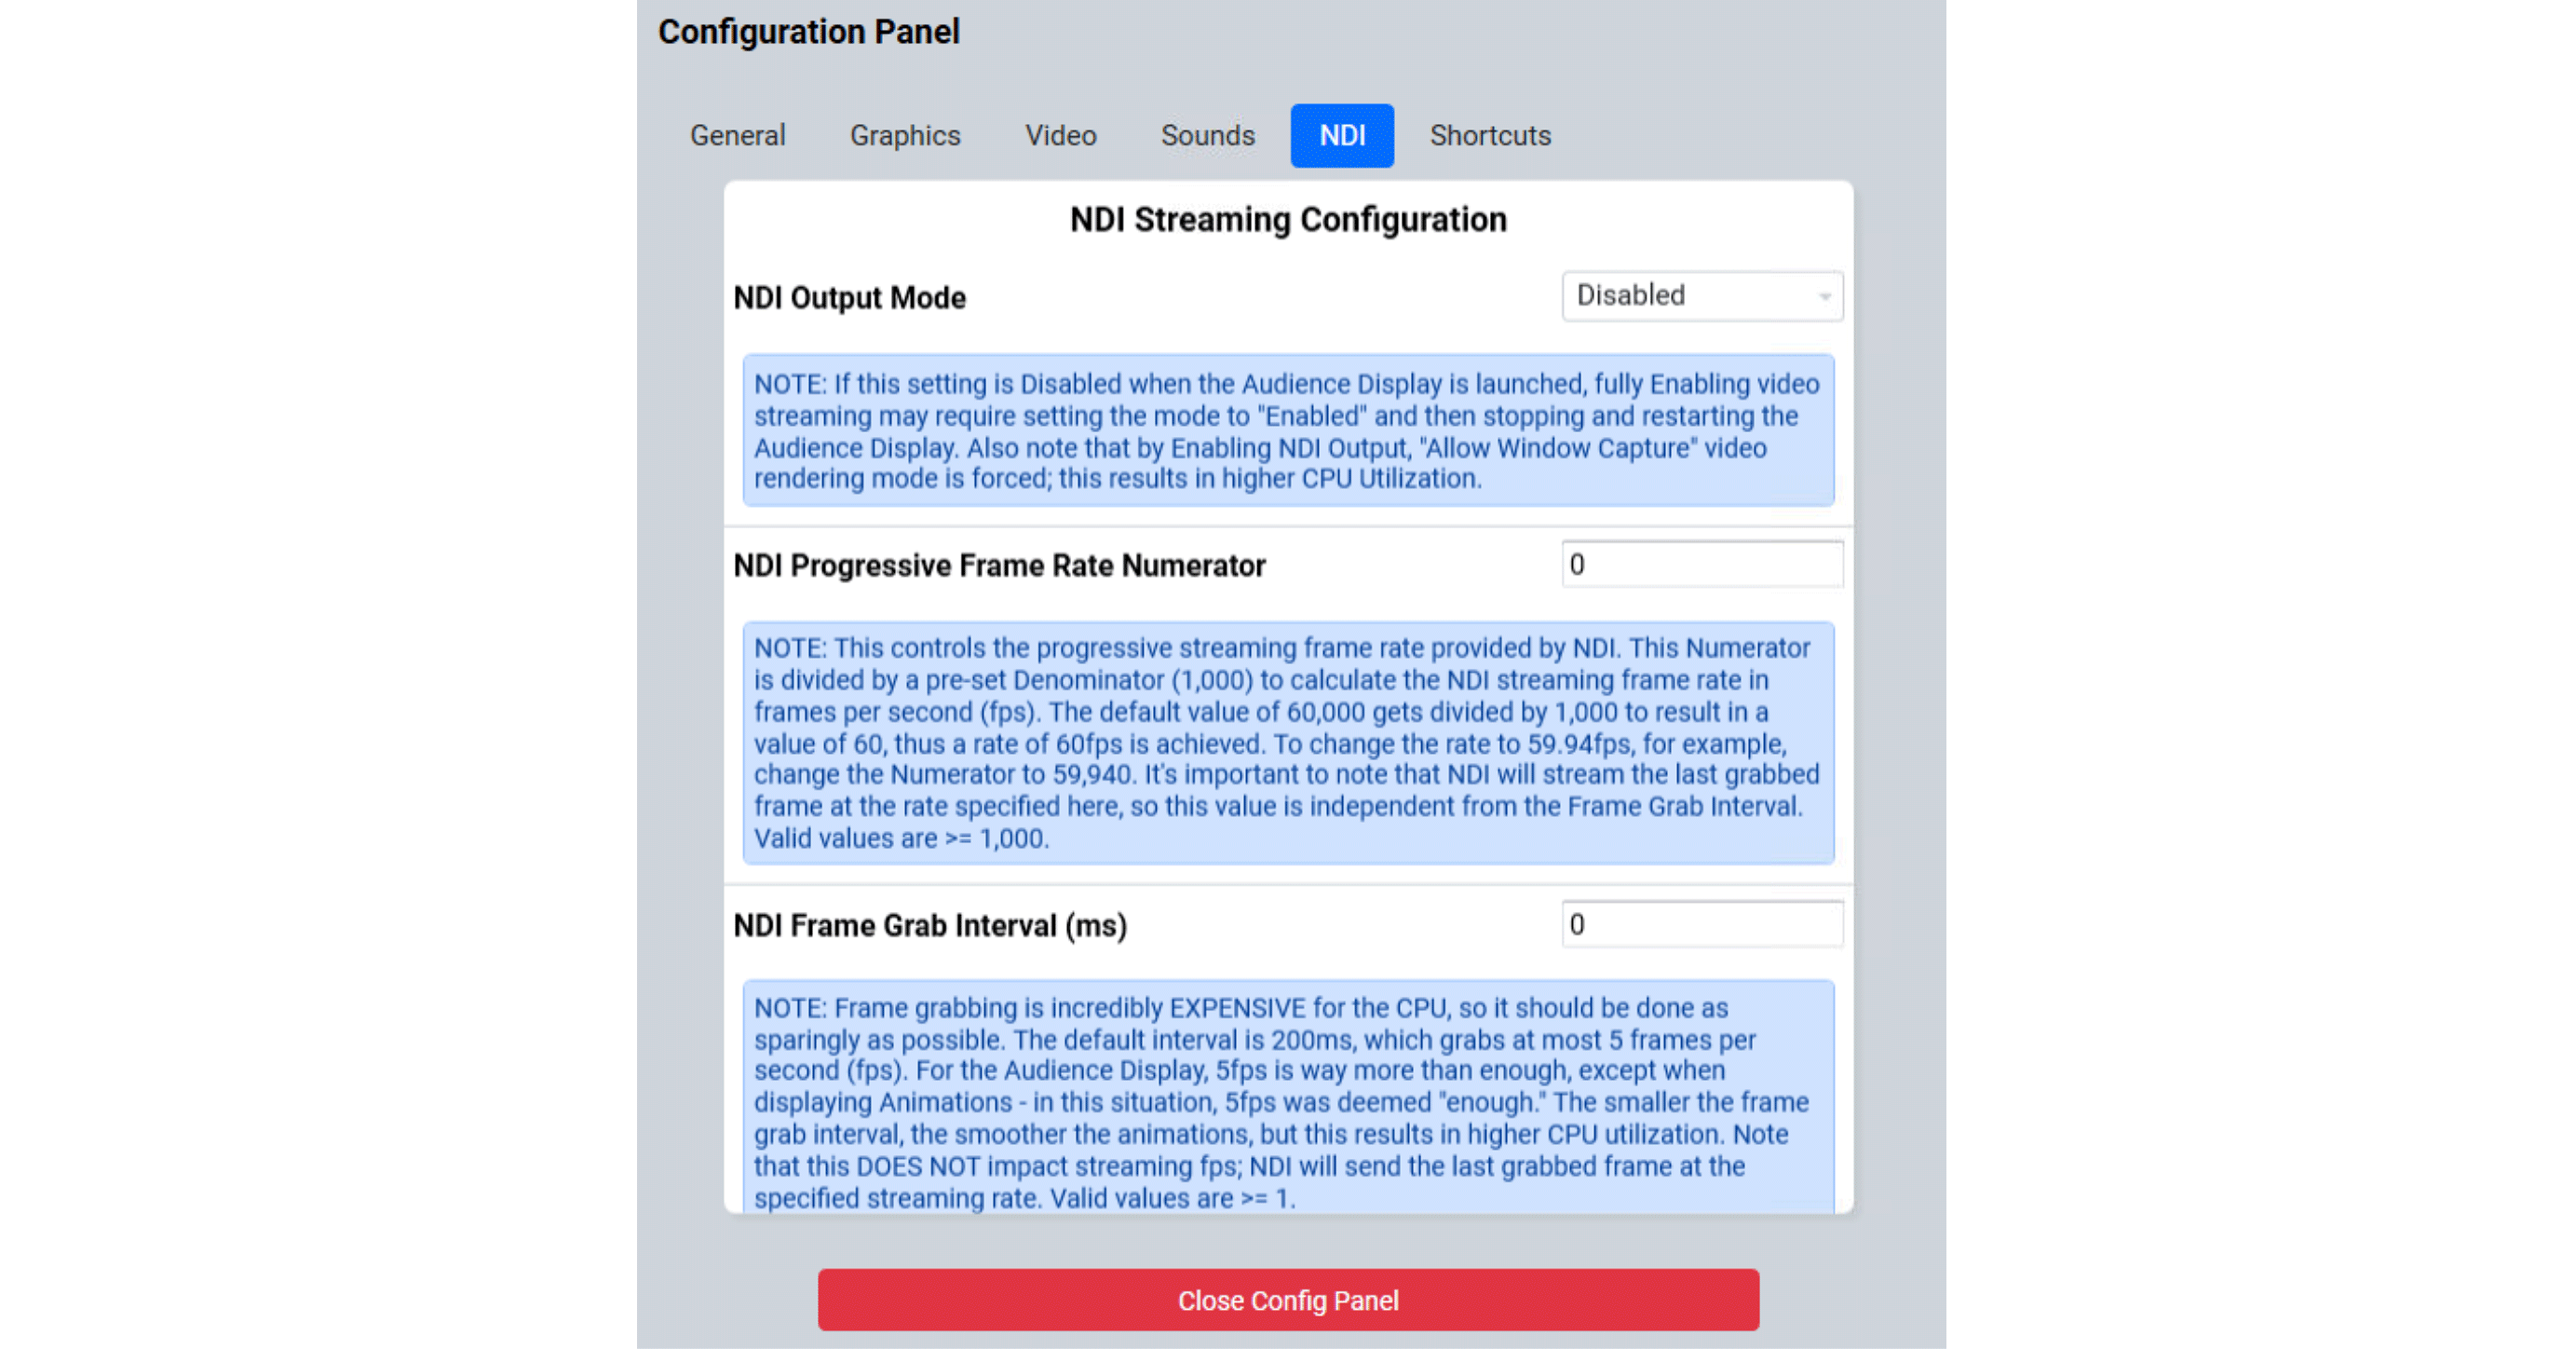 Configuration Panel
General Graphics Video Sounds NDI Shortcuts
NDI Streaming Configuration
NDI Output Mode Disabled
NOTE: If this setting is Disabled when the Audience Display is launched, fully Enabling video
streaming may require setting the mode to "Enabled" and then stopping and restarting the
Audience Display. Also note that by Enabling NDI Output, "Allow Window Capture" video
rendering mode is forced; this results in higher CPU Utilization.
NDI Progressive Frame Rate Numerator 0
NOTE: This controls the progressive streaming frame rate provided by NDI. This Numerator
is divided by a pre-set Denominator (1,000) to calculate the NDI streaming frame rate in
frames per second (fps). The default value of 60,000 gets divided by 1,000 to result in a
value of 60, thus a rate of 60fps is achieved. To change the rate to 59.94fps, for example,
change the Numerator to 59,940. It's important to note that NDI will stream the last grabbed
frame at the rate specified here, so this value is independent from the Frame Grab Interval.
Valid values are >= 1,000.
NDI Frame Grab Interval (ms) 0
NOTE: Frame grabbing is incredibly EXPENSIVE for the CPU, so it should be done as
sparingly as possible. The default interval is 200ms, which grabs at most 5 frames per
second (fps). For the Audience Display, 5fps is way more than enough, except when
displaying Animations - in this situation, 5fps was deemed "enough." The smaller the frame
grab interval, the smoother the animations, but this results in higher CPU utilization. Note
that this DOES NOT impact streaming fps; NDI will send the last grabbed frame at the
specified streaming rate. Valid values are >= 1.
Close Config Panel